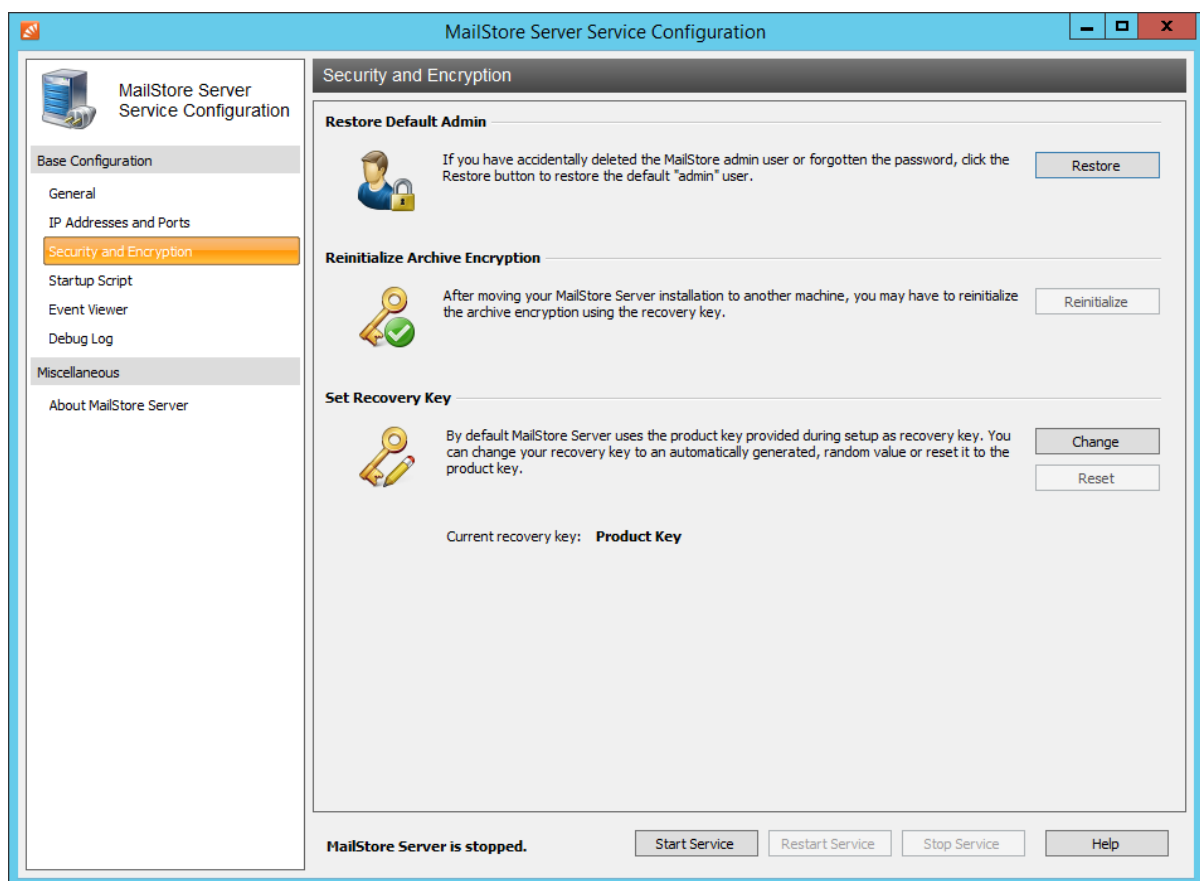 MailStore Server Service Configuration
MailStore Server
Service Configuration
Base Configuration
General
IP Addresses and Ports
Security and Encryption
Startup Script
Event Viewer
Debug Log
Miscellaneous
About MailStore Server
Security and Encryption
Restore Default Admin
If you have accidentally deleted the MailStore admin user or forgotten the password, click the
Restore button to restore the default "admin" user.
Restore
Reinitialize Archive Encryption
After moving your MailStore Server installation to another machine, you may have to reinitialize
the archive encryption using the recovery key.
Reinitialize
Set Recovery Key
By default MailStore Server uses the product key provided during setup as recovery key. You
can change your recovery key to an automatically generated, random value or reset it to the
product key.
Change
Reset
Current recovery key: Product Key
MailStore Server is stopped.
Start Service
Restart Service
Stop Service
Help